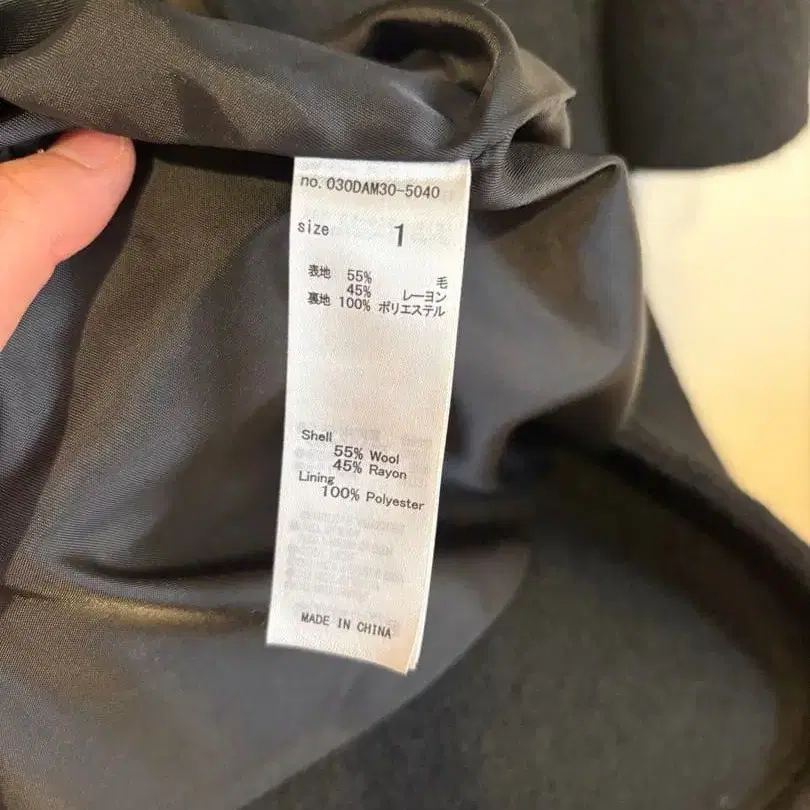 no. 030DAM30-5040
size 1
表地 55% 毛
45% レーヨン
裏地 100% ポリエステル
Shell
55% Wool
45% Rayon
Lining
100% Polyester
MADE IN CHINA